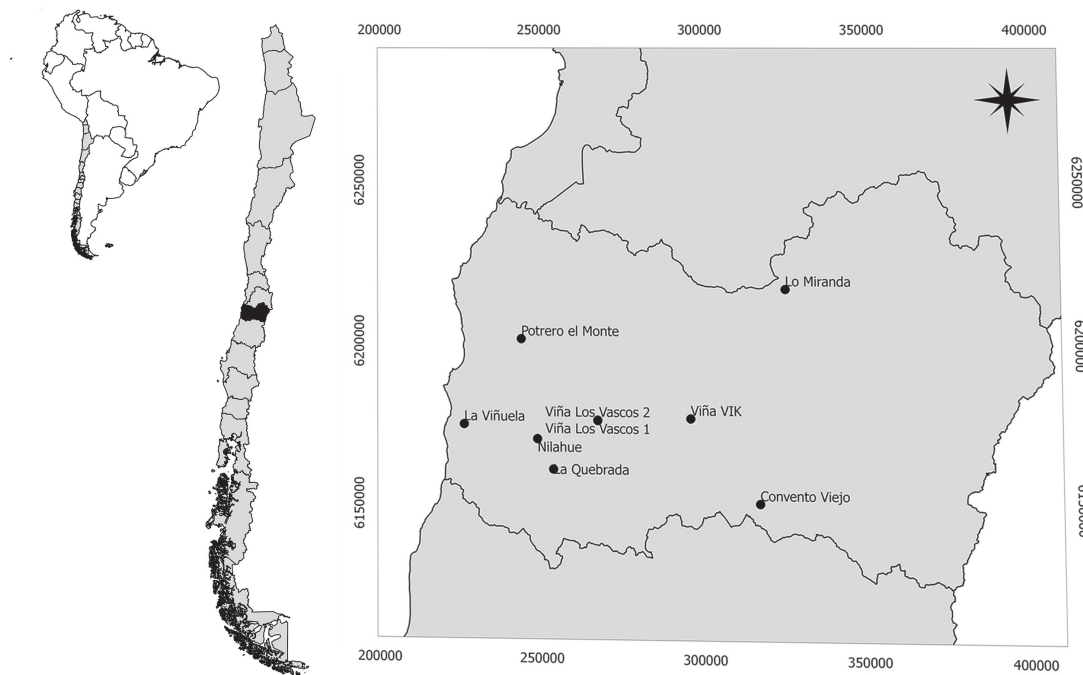 200000 250000 300000 350000 400000
6250000
6250000
Lo Miranda
Potrero el Monte
6200000
6200000
Viña Los Vascos 2
Viña VIK
La Viñuela
Viña Los Vascos 1
Nilahue
La Quebrada
Convento Viejo
6150000
200000 250000 300000 350000 400000